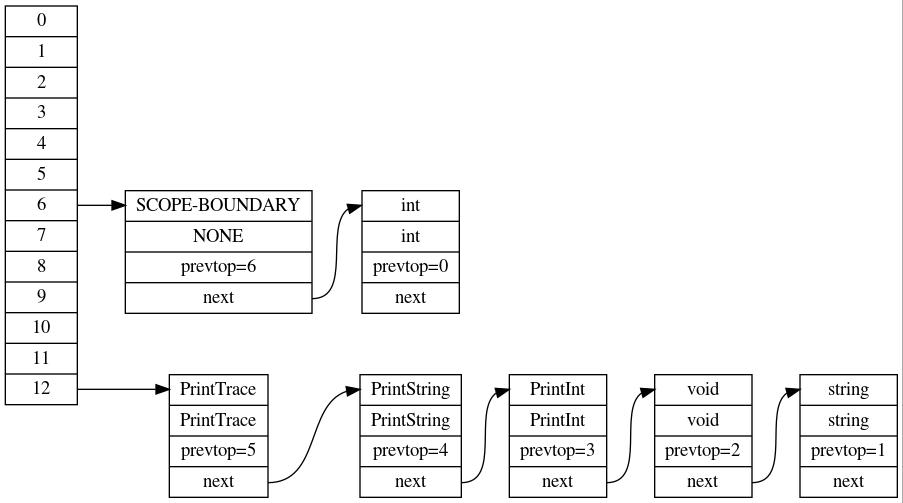 0
1
2
3
4
5
6
7
8
9
10
11
12
SCOPE-BOUNDARY
NONE
prevtop=6
next
int
int
prevtop=0
next
PrintTrace
PrintTrace
prevtop=5
next
PrintString
PrintString
prevtop=4
next
PrintInt
PrintInt
prevtop=3
next
void
void
prevtop=2
next
string
string
prevtop=1
next